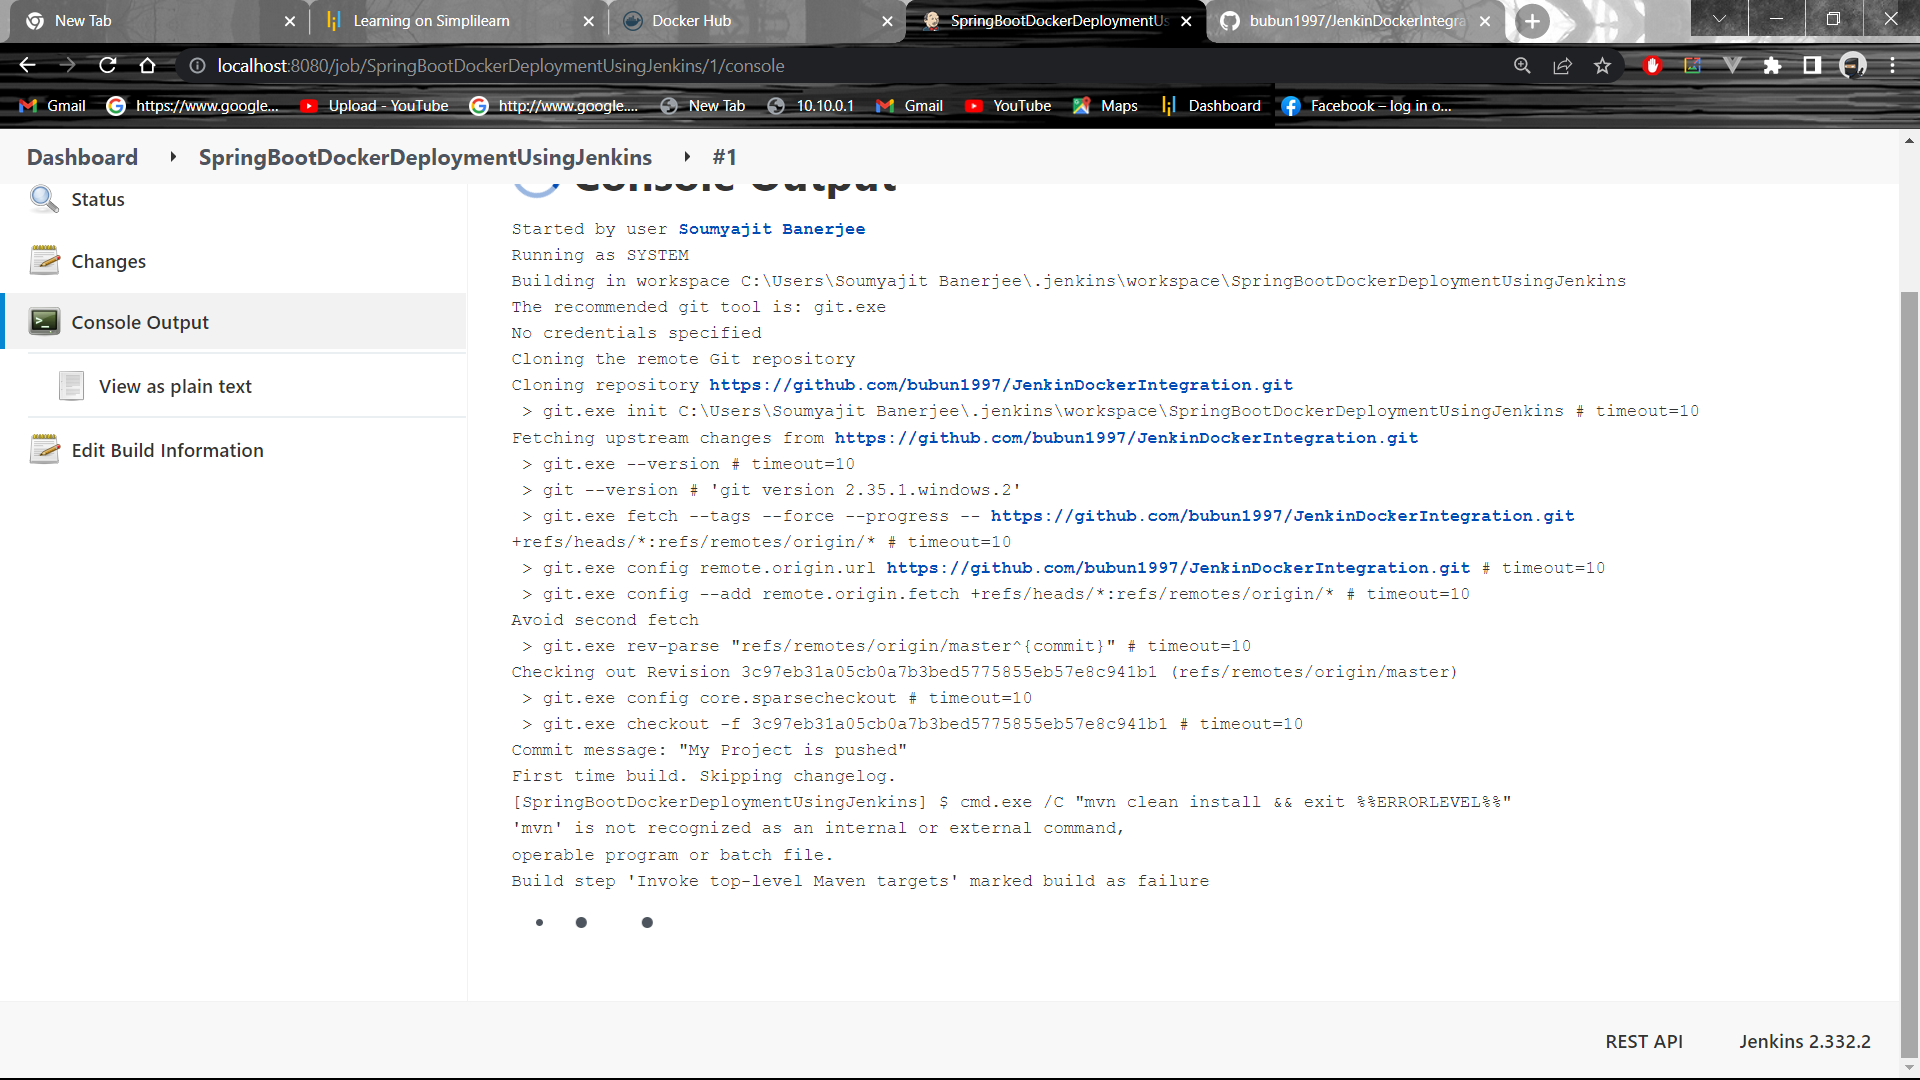 New Tab
Learning on Simplilearn
Docker Hub
SpringBootDockerDeploymentUs
bubun1997/JenkinDockerIntegra
localhost:8080/job/SpringBootDockerDeploymentUsingJenkins/1/console
Gmail
https://www.google...
Upload - YouTube
http://www.google....
New Tab
10.10.0.1
Gmail
YouTube
Maps
Dashboard
Facebook – log in o...
Dashboard
SpringBootDockerDeploymentUsingJenkins
#1
Status
Changes
Console Output
View as plain text
Edit Build Information
Console Output
Started by user Soumyajit Banerjee
Running as SYSTEM
Building in workspace C:\Users\Soumyajit Banerjee\.jenkins\workspace\SpringBootDockerDeploymentUsingJenkins
The recommended git tool is: git.exe
No credentials specified
Cloning the remote Git repository
Cloning repository https://github.com/bubun1997/JenkinDockerIntegration.git
> git.exe init C:\Users\Soumyajit Banerjee\.jenkins\workspace\SpringBootDockerDeploymentUsingJenkins # timeout=10
Fetching upstream changes from https://github.com/bubun1997/JenkinDockerIntegration.git
> git.exe --version # timeout=10
> git --version # 'git version 2.35.1.windows.2'
> git.exe fetch --tags --force --progress -- https://github.com/bubun1997/JenkinDockerIntegration.git
+refs/heads/*:refs/remotes/origin/* # timeout=10
> git.exe config remote.origin.url https://github.com/bubun1997/JenkinDockerIntegration.git # timeout=10
> git.exe config --add remote.origin.fetch +refs/heads/*:refs/remotes/origin/* # timeout=10
Avoid second fetch
> git.exe rev-parse "refs/remotes/origin/master^{commit}" # timeout=10
Checking out Revision 3c97eb31a05cb0a7b3bed5775855eb57e8c941b1 (refs/remotes/origin/master)
> git.exe config core.sparsecheckout # timeout=10
> git.exe checkout -f 3c97eb31a05cb0a7b3bed5775855eb57e8c941b1 # timeout=10
Commit message: "My Project is pushed"
First time build. Skipping changelog.
[SpringBootDockerDeploymentUsingJenkins] $ cmd.exe /C "mvn clean install && exit %%ERRORLEVEL%%"
'mvn' is not recognized as an internal or external command,
operable program or batch file.
Build step 'Invoke top-level Maven targets' marked build as failure
REST API
Jenkins 2.332.2